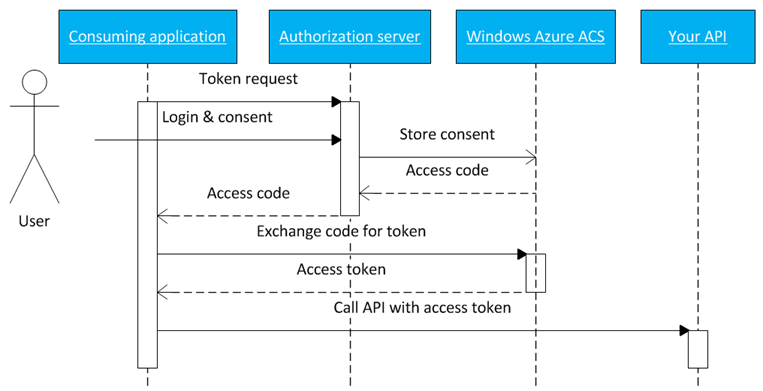 Consuming application
Authorization server
Windows Azure ACS
Your API
Token request
Login & consent
Store consent
Access code
Access code
User
Exchange code for token
Access token
Call API with access token